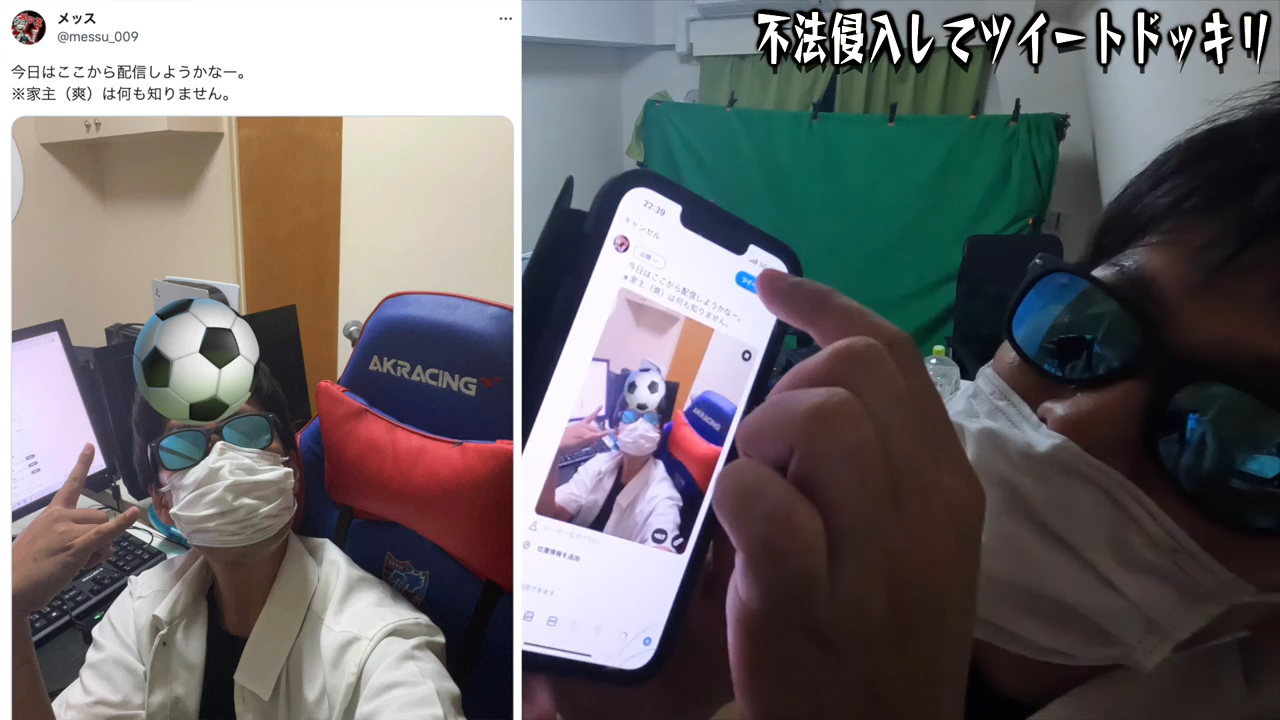 メッス
@messu_009
今日はここから配信しようかなー。
※家主（爽）は何も知りません。
AKRACING
不法侵入してツイートドッキリ
22:39
キャンセル
今日はここから配信しようかなー。
※家主（爽）は何も知りません。
AKRACING
位置情報を追加